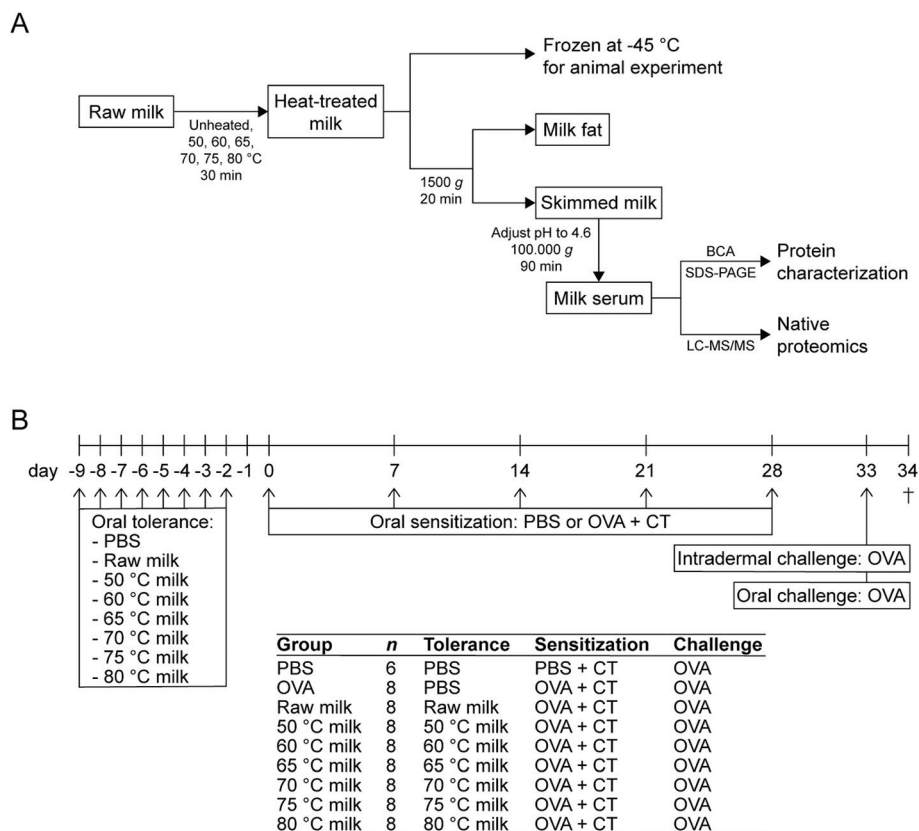 A
Raw milk
Unheated,
50, 60, 65,
70, 75, 80 °C
30 min
Heat-treated
milk
Frozen at -45 °C
for animal experiment
1500 g
20 min
Milk fat
Skimmed milk
Adjust pH to 4.6
100.000 g
90 min
Milk serum
BCA
SDS-PAGE
Protein
characterization
LC-MS/MS
Native
proteomics
B
day -9 -8 -7 -6 -5 -4 -3 -2 -1 0 7 14 21 28 33 34
†
Oral tolerance:
- PBS
- Raw milk
- 50 °C milk
- 60 °C milk
- 65 °C milk
- 70 °C milk
- 75 °C milk
- 80 °C milk
Oral sensitization: PBS or OVA + CT
Intradermal challenge: OVA
Oral challenge: OVA
Group n Tolerance Sensitization Challenge
PBS 6 PBS PBS + CT OVA
OVA 8 PBS OVA + CT OVA
Raw milk 8 Raw milk OVA + CT OVA
50 °C milk 8 50 °C milk OVA + CT OVA
60 °C milk 8 60 °C milk OVA + CT OVA
65 °C milk 8 65 °C milk OVA + CT OVA
70 °C milk 8 70 °C milk OVA + CT OVA
75 °C milk 8 75 °C milk OVA + CT OVA
80 °C milk 8 80 °C milk OVA + CT OVA